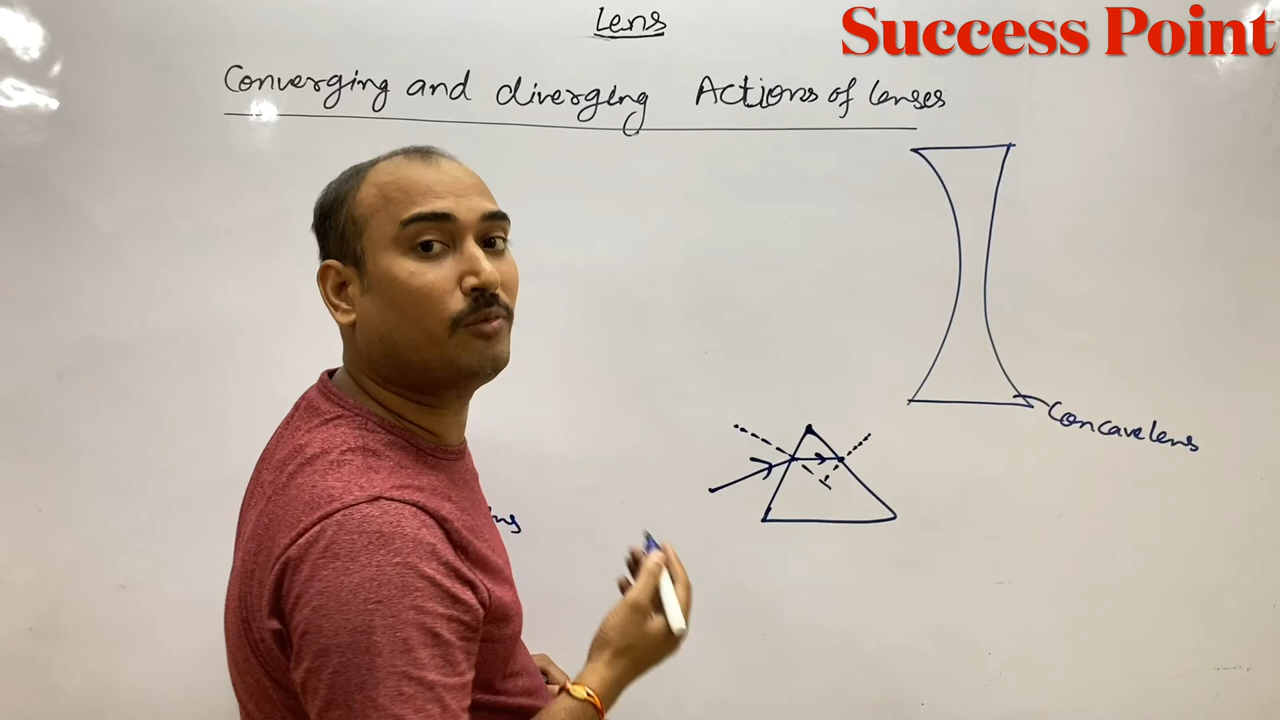 Lens
Success Point
Converging and diverging Actions of lenses
Concave lens